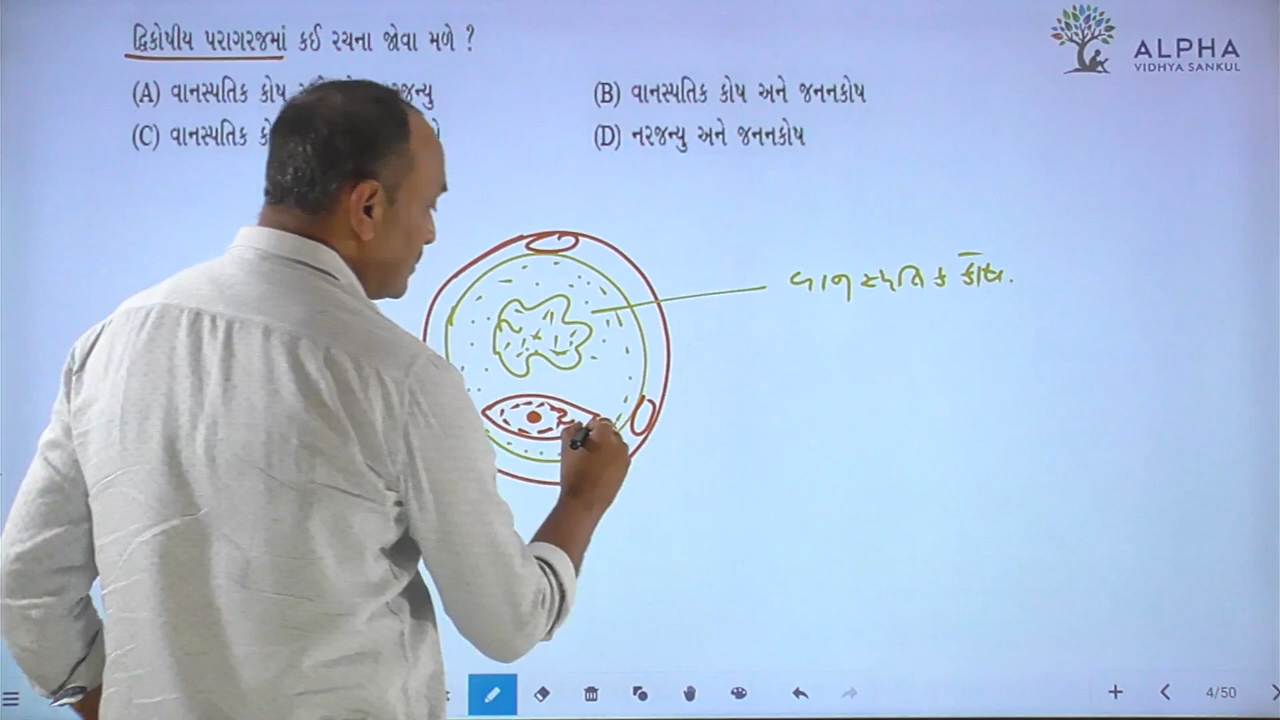 દ્વિકોષીય પરાગરજમાં કઈ રચના જોવા મળે ?
ALPHA
VIDHYA SANKUL
(A) વાનસ્પતિક કોષ
(B) વાનસ્પતિક કોષ અને જનનકોષ
(C) વાનસ્પતિક
(D) નરજન્યુ અને જનનકોષ
વાનસ્પતિક કોષ.
4/50